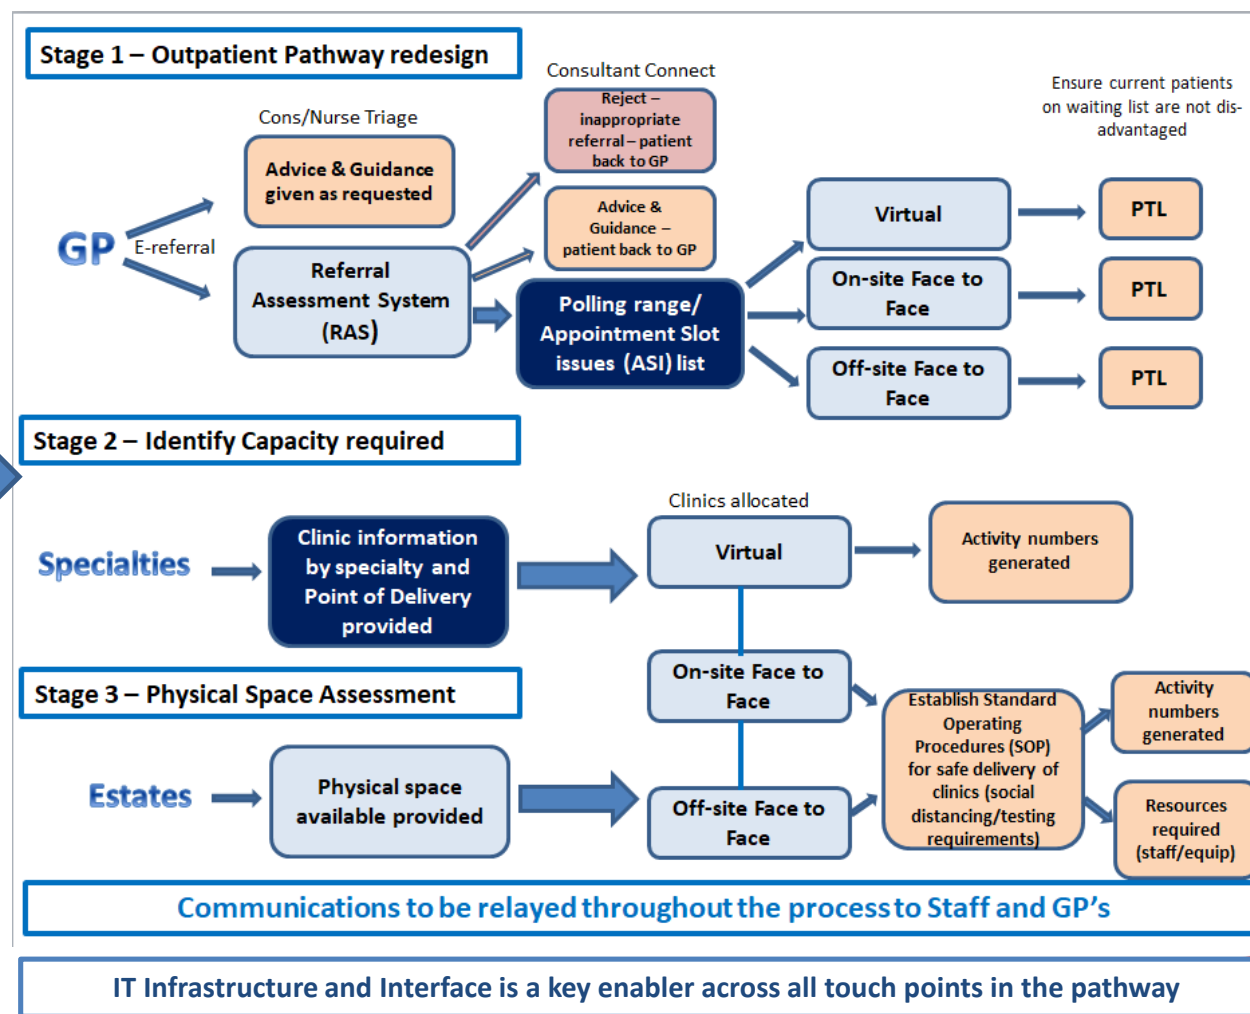 Stage 1 – Outpatient Pathway redesign
Consultant Connect
Ensure current patients
on waiting list are not dis-
advantaged
Cons/Nurse Triage
Reject –
inappropriate
referral – patient
back to GP
Advice & Guidance
given as requested
GP
E-referral
Advice &
Guidance –
patient back to GP
Virtual
PTL
Referral
Assessment System
(RAS)
Polling range/
Appointment Slot
issues (ASI) list
On-site Face to
Face
PTL
Off-site Face to
Face
PTL
Stage 2 – Identify Capacity required
Clinics allocated
Specialties
Clinic information
by specialty and
Point of Delivery
provided
Virtual
Activity numbers
generated
Stage 3 – Physical Space Assessment
On-site Face to
Face
Establish Standard
Operating
Procedures (SOP)
for safe delivery of
clinics (social
distancing/testing
requirements)
Activity
numbers
generated
Estates
Physical space
available provided
Off-site Face to
Face
Resources
required
(staff/equip)
Communications to be relayed throughout the process to Staff and GP's
IT Infrastructure and Interface is a key enabler across all touch points in the pathway